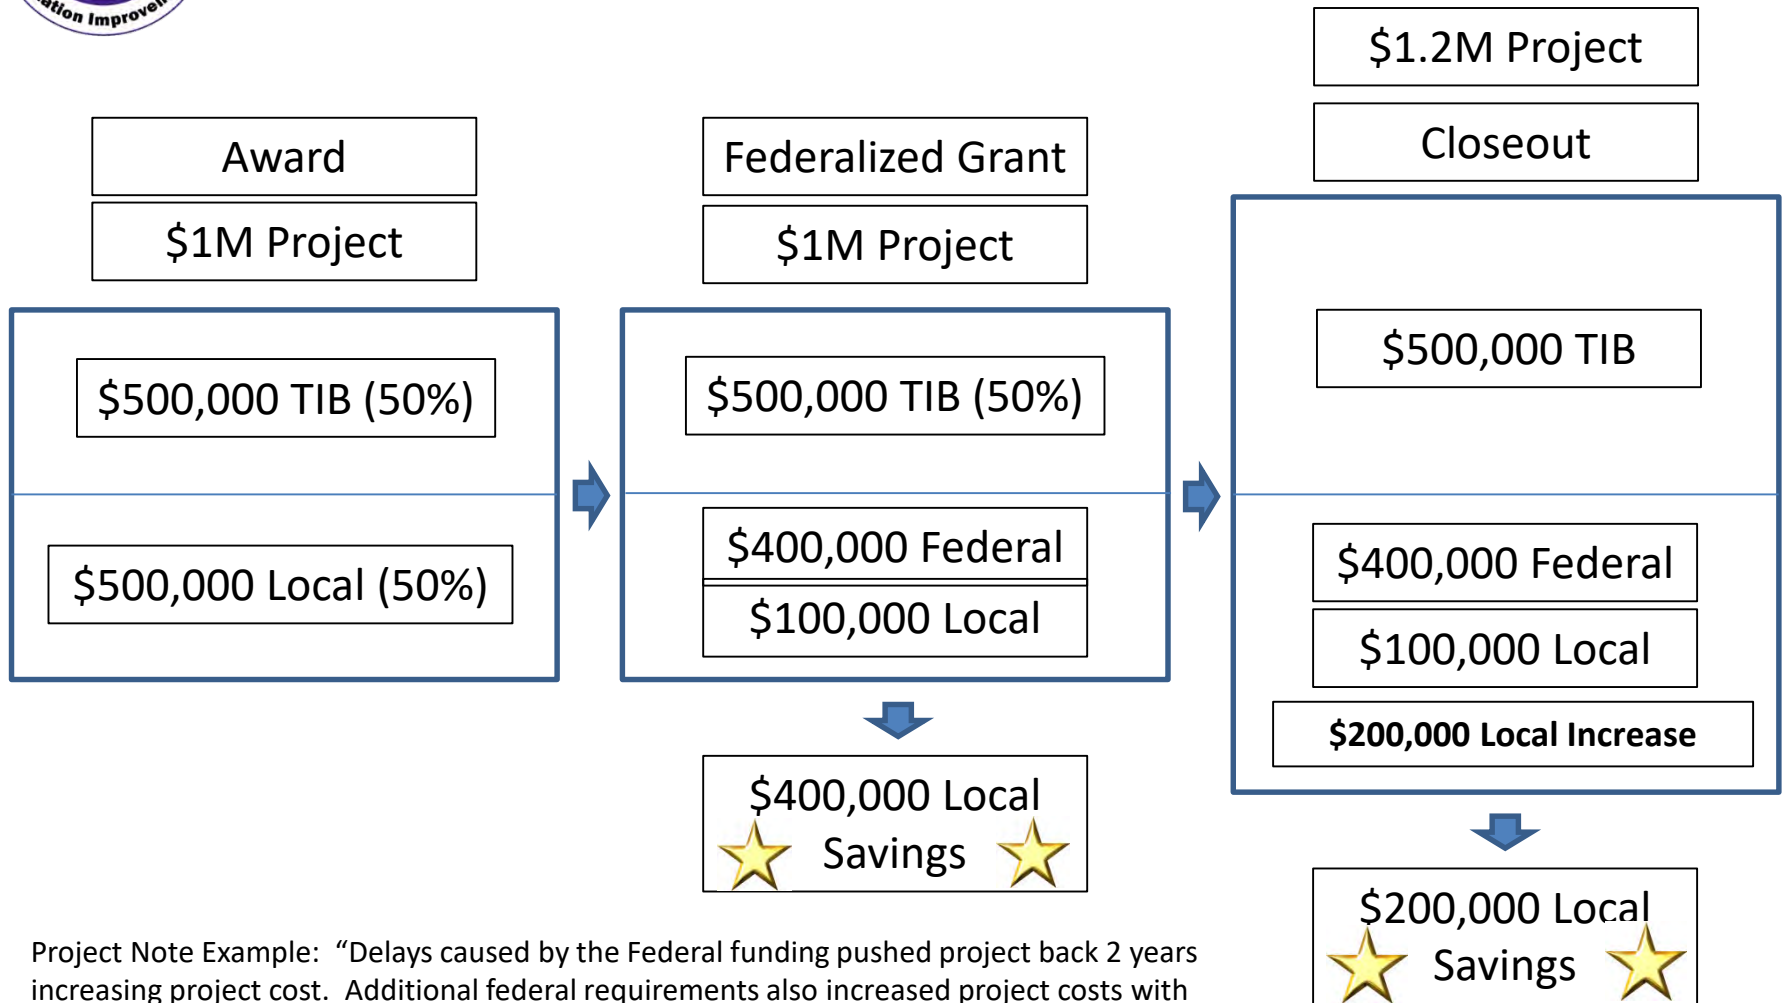 Award
$1M Project
$500,000 TIB (50%)
$500,000 Local (50%)
Federalized Grant
$1M Project
$500,000 TIB (50%)
$400,000 Federal
$100,000 Local
$400,000 Local
Savings
$1.2M Project
Closeout
$500,000 TIB
$400,000 Federal
$100,000 Local
$200,000 Local Increase
$200,000 Local
Savings
Project Note Example: “Delays caused by the Federal funding pushed project back 2 years
increasing project cost. Additional federal requirements also increased project costs with